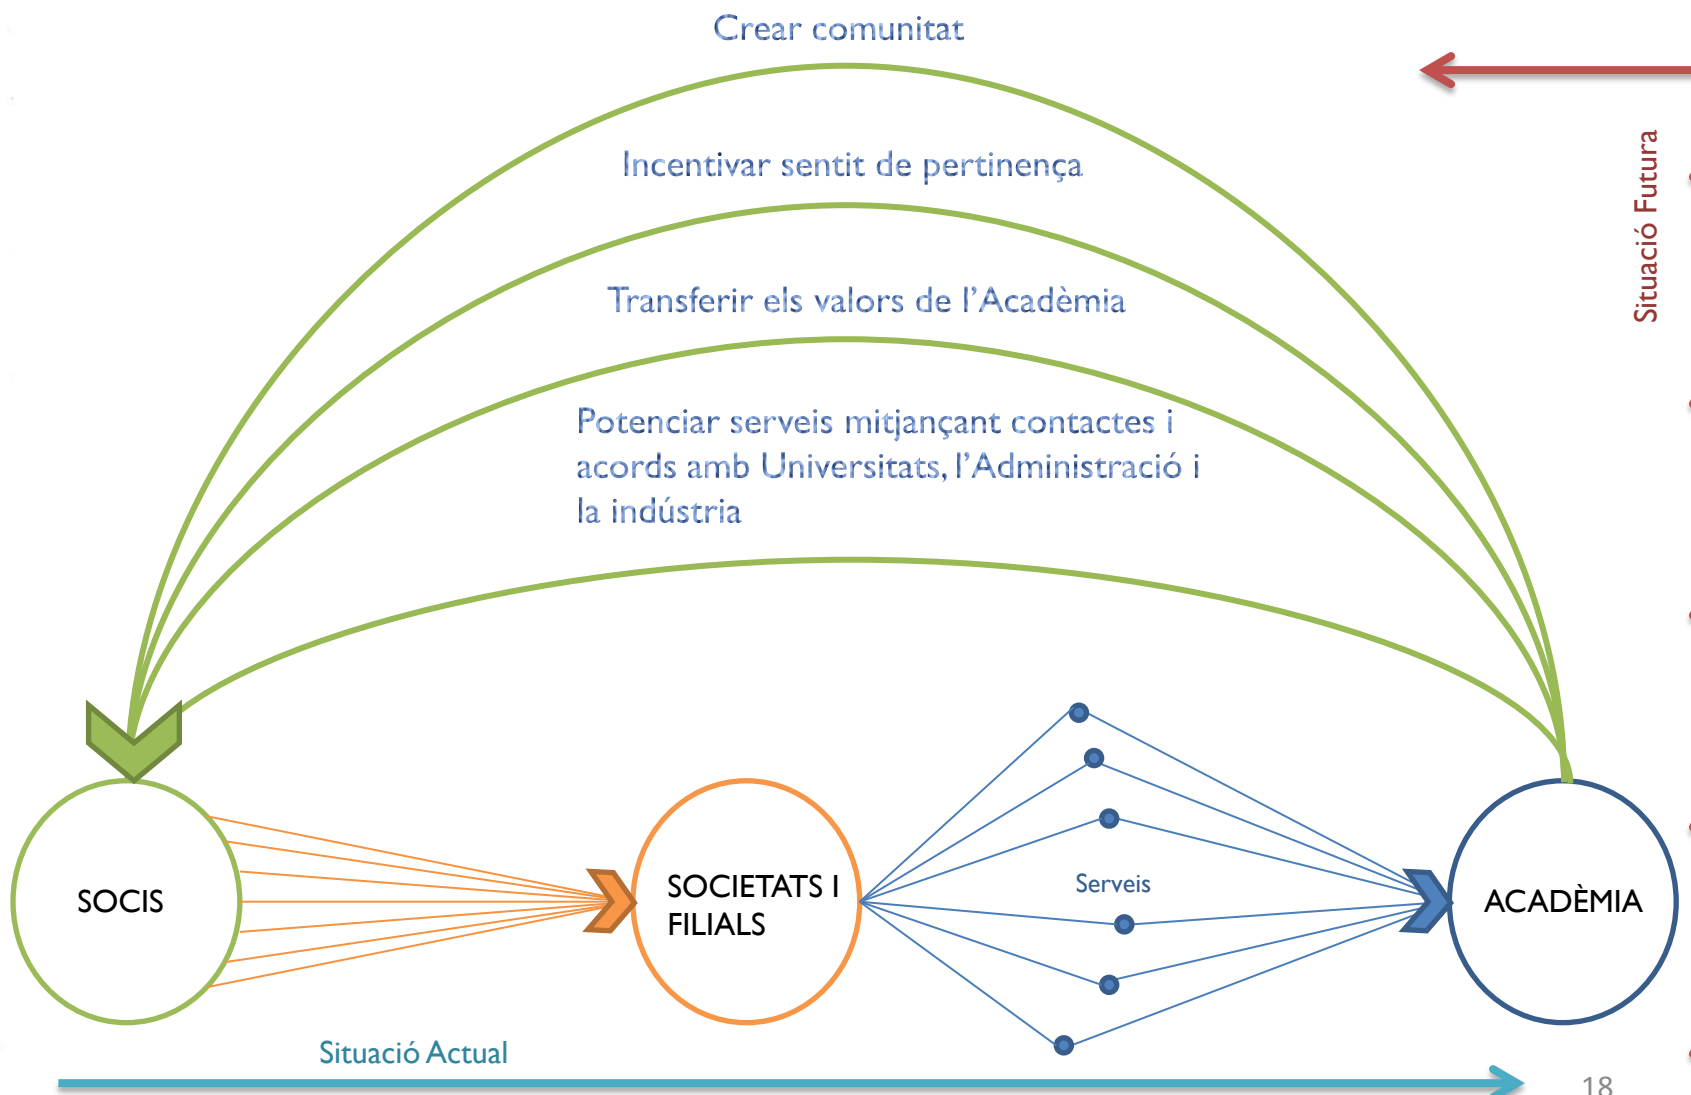 Crear comunitat
Incentivar sentit de pertinença
Situació Futura
Transferir els valors de l’Acadèmia
Potenciar serveis mitjançant contactes i
acords amb Universitats, l’Administració i
la indústria
SOCIS
SOCIETATS I
FILIALS
Serveis
ACADÈMIA
Situació Actual
18